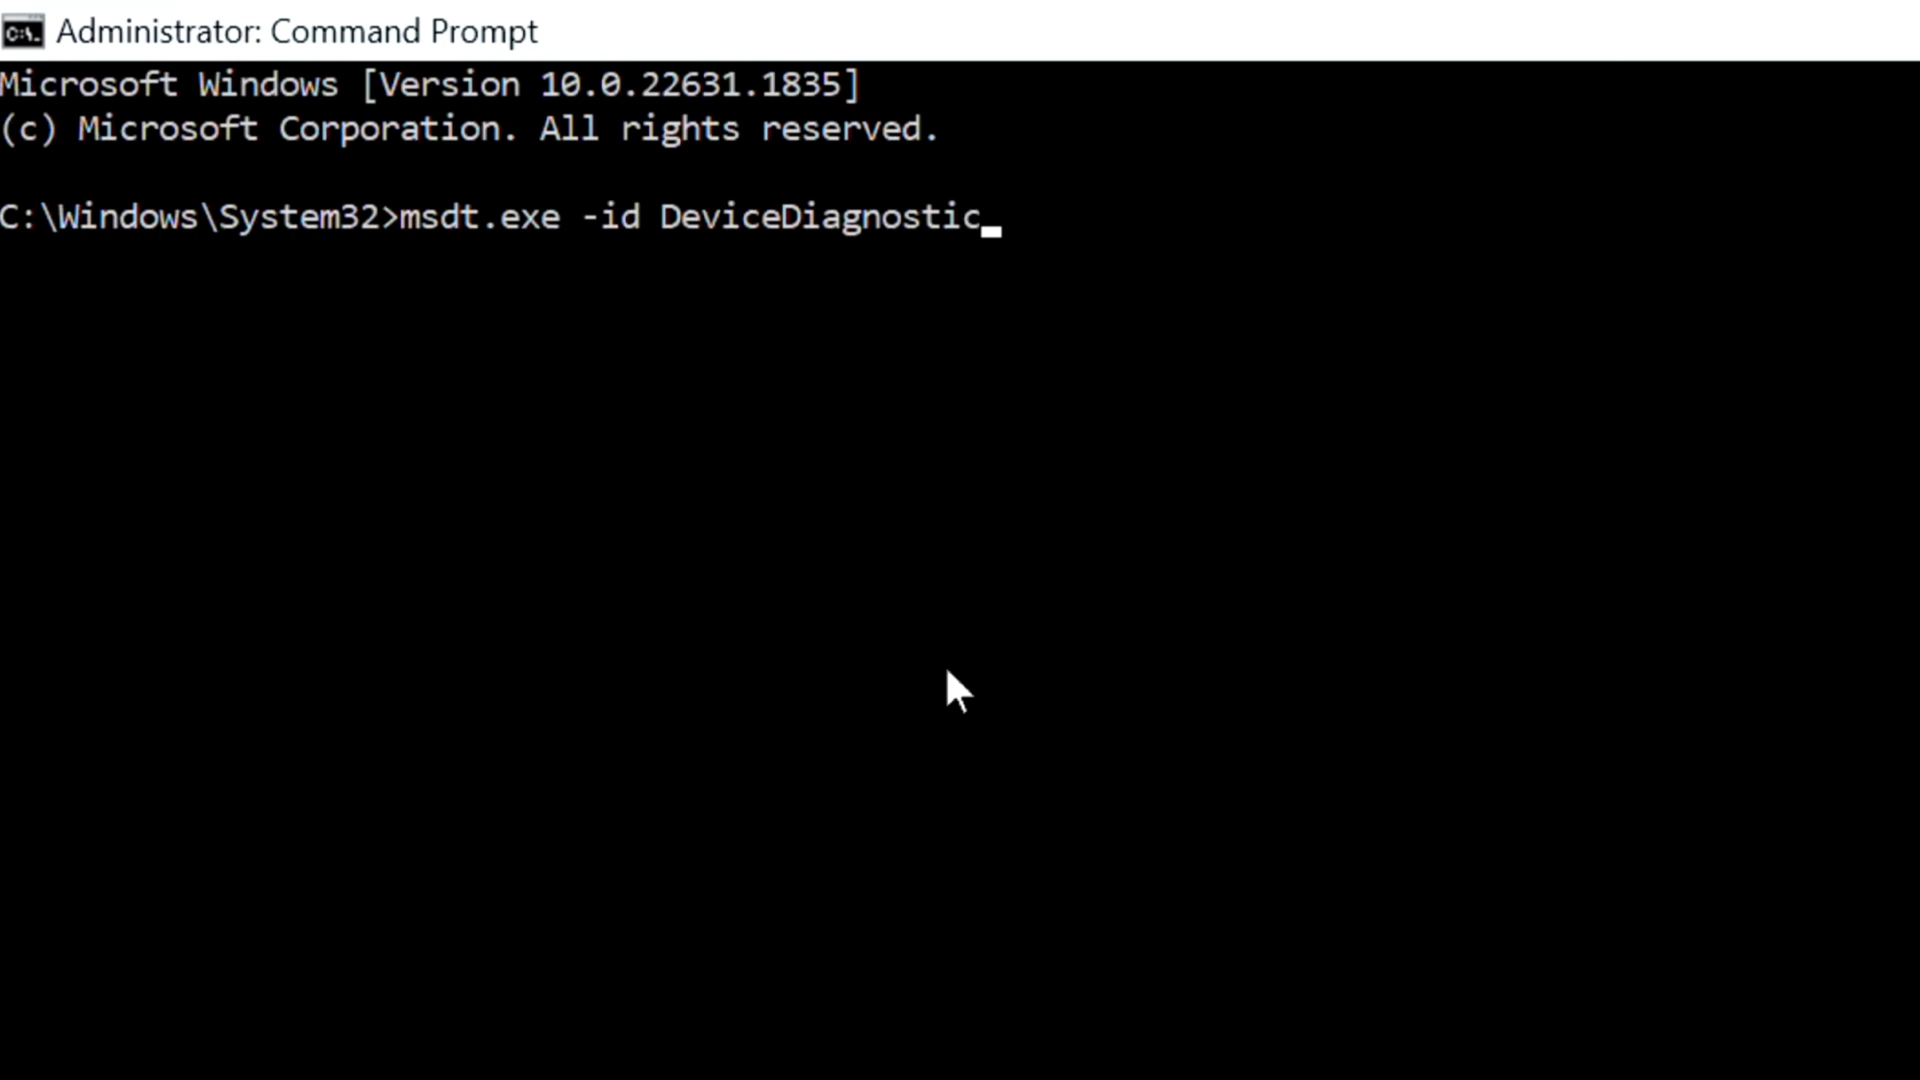 Administrator: Command Prompt
Microsoft Windows [Version 10.0.22631.1835]
(c) Microsoft Corporation. All rights reserved.
C:\Windows\System32>msdt.exe -id DeviceDiagnostic